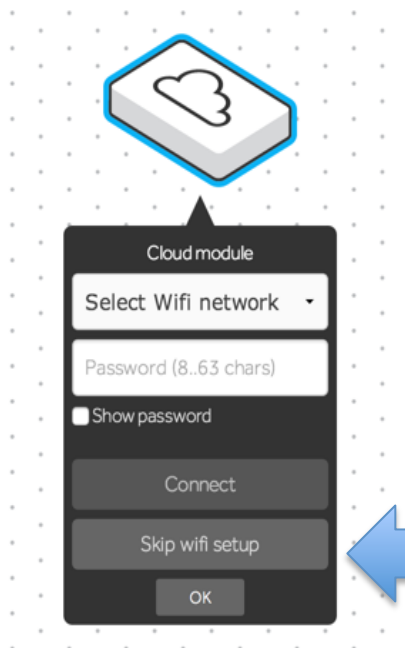 Cloud module
Select Wifi network
Password (8..63 chars)
Show password
Connect
Skip wifi setup
OK